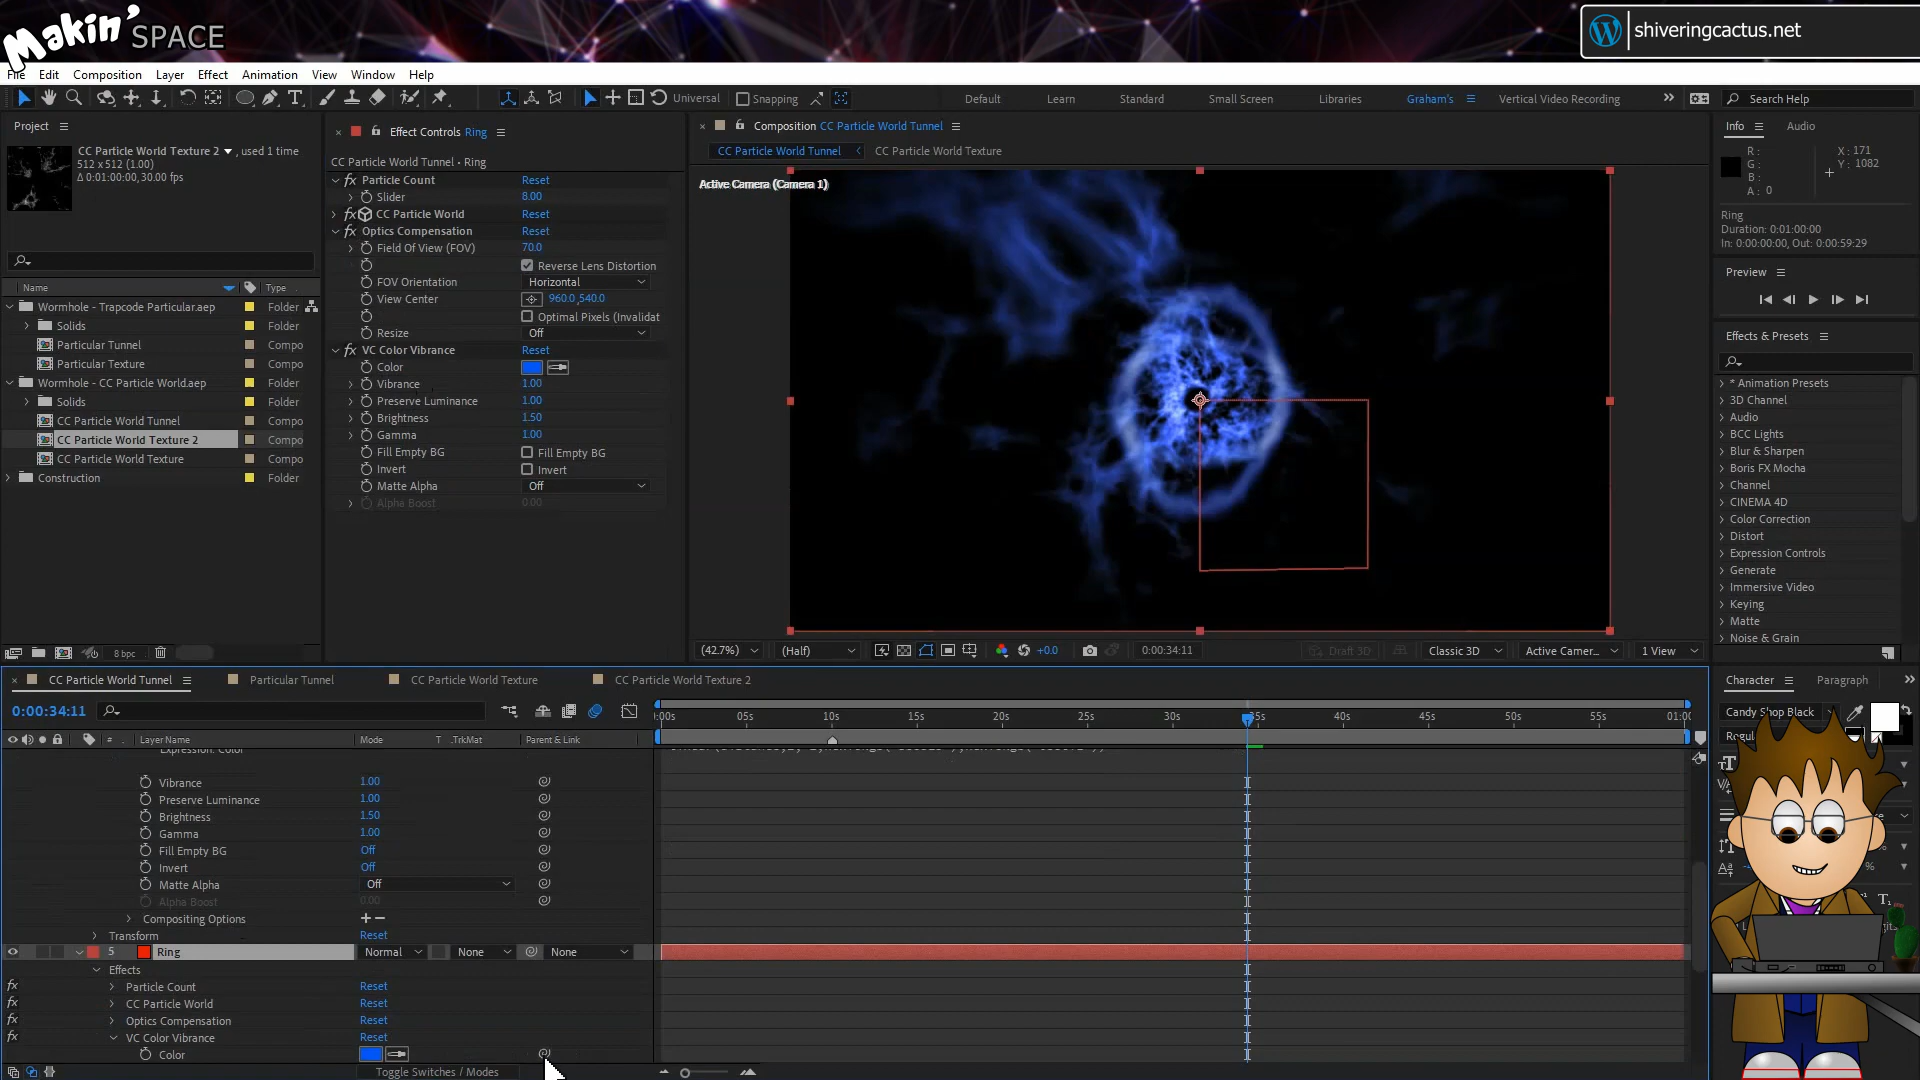 Makin' SPACE
shiveringcactus.net
File Edit Composition Layer Effect Animation View Window Help
Universal Snapping Default Learn Standard Small Screen Libraries Graham's Vertical Video Recording Search Help
Project
CC Particle World Texture 2 , used 1 time
512 x 512 (1.00)
Δ 0:01:00:00, 30.00 fps
Name Type
Wormhole - Trapcode Particular.aep Folder
Solids Folder
Particular Tunnel Compo
Particular Texture Compo
Wormhole - CC Particle World.aep Folder
Solids Folder
CC Particle World Tunnel Compo
CC Particle World Texture 2 Compo
CC Particle World Texture Compo
Construction Folder
8 bpc
Effect Controls Ring
CC Particle World Tunnel • Ring
fx Particle Count Reset
Slider 8.00
fx CC Particle World Reset
fx Optics Compensation Reset
Field Of View (FOV) 70.0
Reverse Lens Distortion
FOV Orientation Horizontal
View Center 960.0,540.0
Optimal Pixels (Invalidat
Resize Off
fx VC Color Vibrance Reset
Color
Vibrance 1.00
Preserve Luminance 1.00
Brightness 1.50
Gamma 1.00
Fill Empty BG Fill Empty BG
Invert Invert
Matte Alpha Off
Alpha Boost 0.00
Composition CC Particle World Tunnel
CC Particle World Tunnel CC Particle World Texture
Active Camera (Camera 1)
(42.7%) (Half) +0.0 0:00:34:11 Draft 3D Classic 3D Active Camer... 1 View
Info Audio
R: X: 171
G: Y: 1082
B:
A: 0
Ring
Duration: 0:01:00:00
In: 0:00:00:00, Out: 0:00:59:29
Preview
Effects & Presets
* Animation Presets
3D Channel
Audio
BCC Lights
Blur & Sharpen
Boris FX Mocha
Channel
CINEMA 4D
Color Correction
Distort
Expression Controls
Generate
Immersive Video
Keying
Matte
Noise & Grain
Character Paragraph
Candy Shop Black
Regul
CC Particle World Tunnel Particular Tunnel CC Particle World Texture CC Particle World Texture 2
0:00:34:11
:00s 05s 10s 15s 20s 25s 30s 35s 40s 45s 50s 55s 01:00
# Layer Name Mode T .TrkMat Parent & Link
Expression: Color
Vibrance 1.00
Preserve Luminance 1.00
Brightness 1.50
Gamma 1.00
Fill Empty BG Off
Invert Off
Matte Alpha Off
Alpha Boost 0.00
Compositing Options +−
Transform Reset
5 Ring Normal None None
Effects
fx Particle Count Reset
fx CC Particle World Reset
fx Optics Compensation Reset
fx VC Color Vibrance Reset
Color
Toggle Switches / Modes